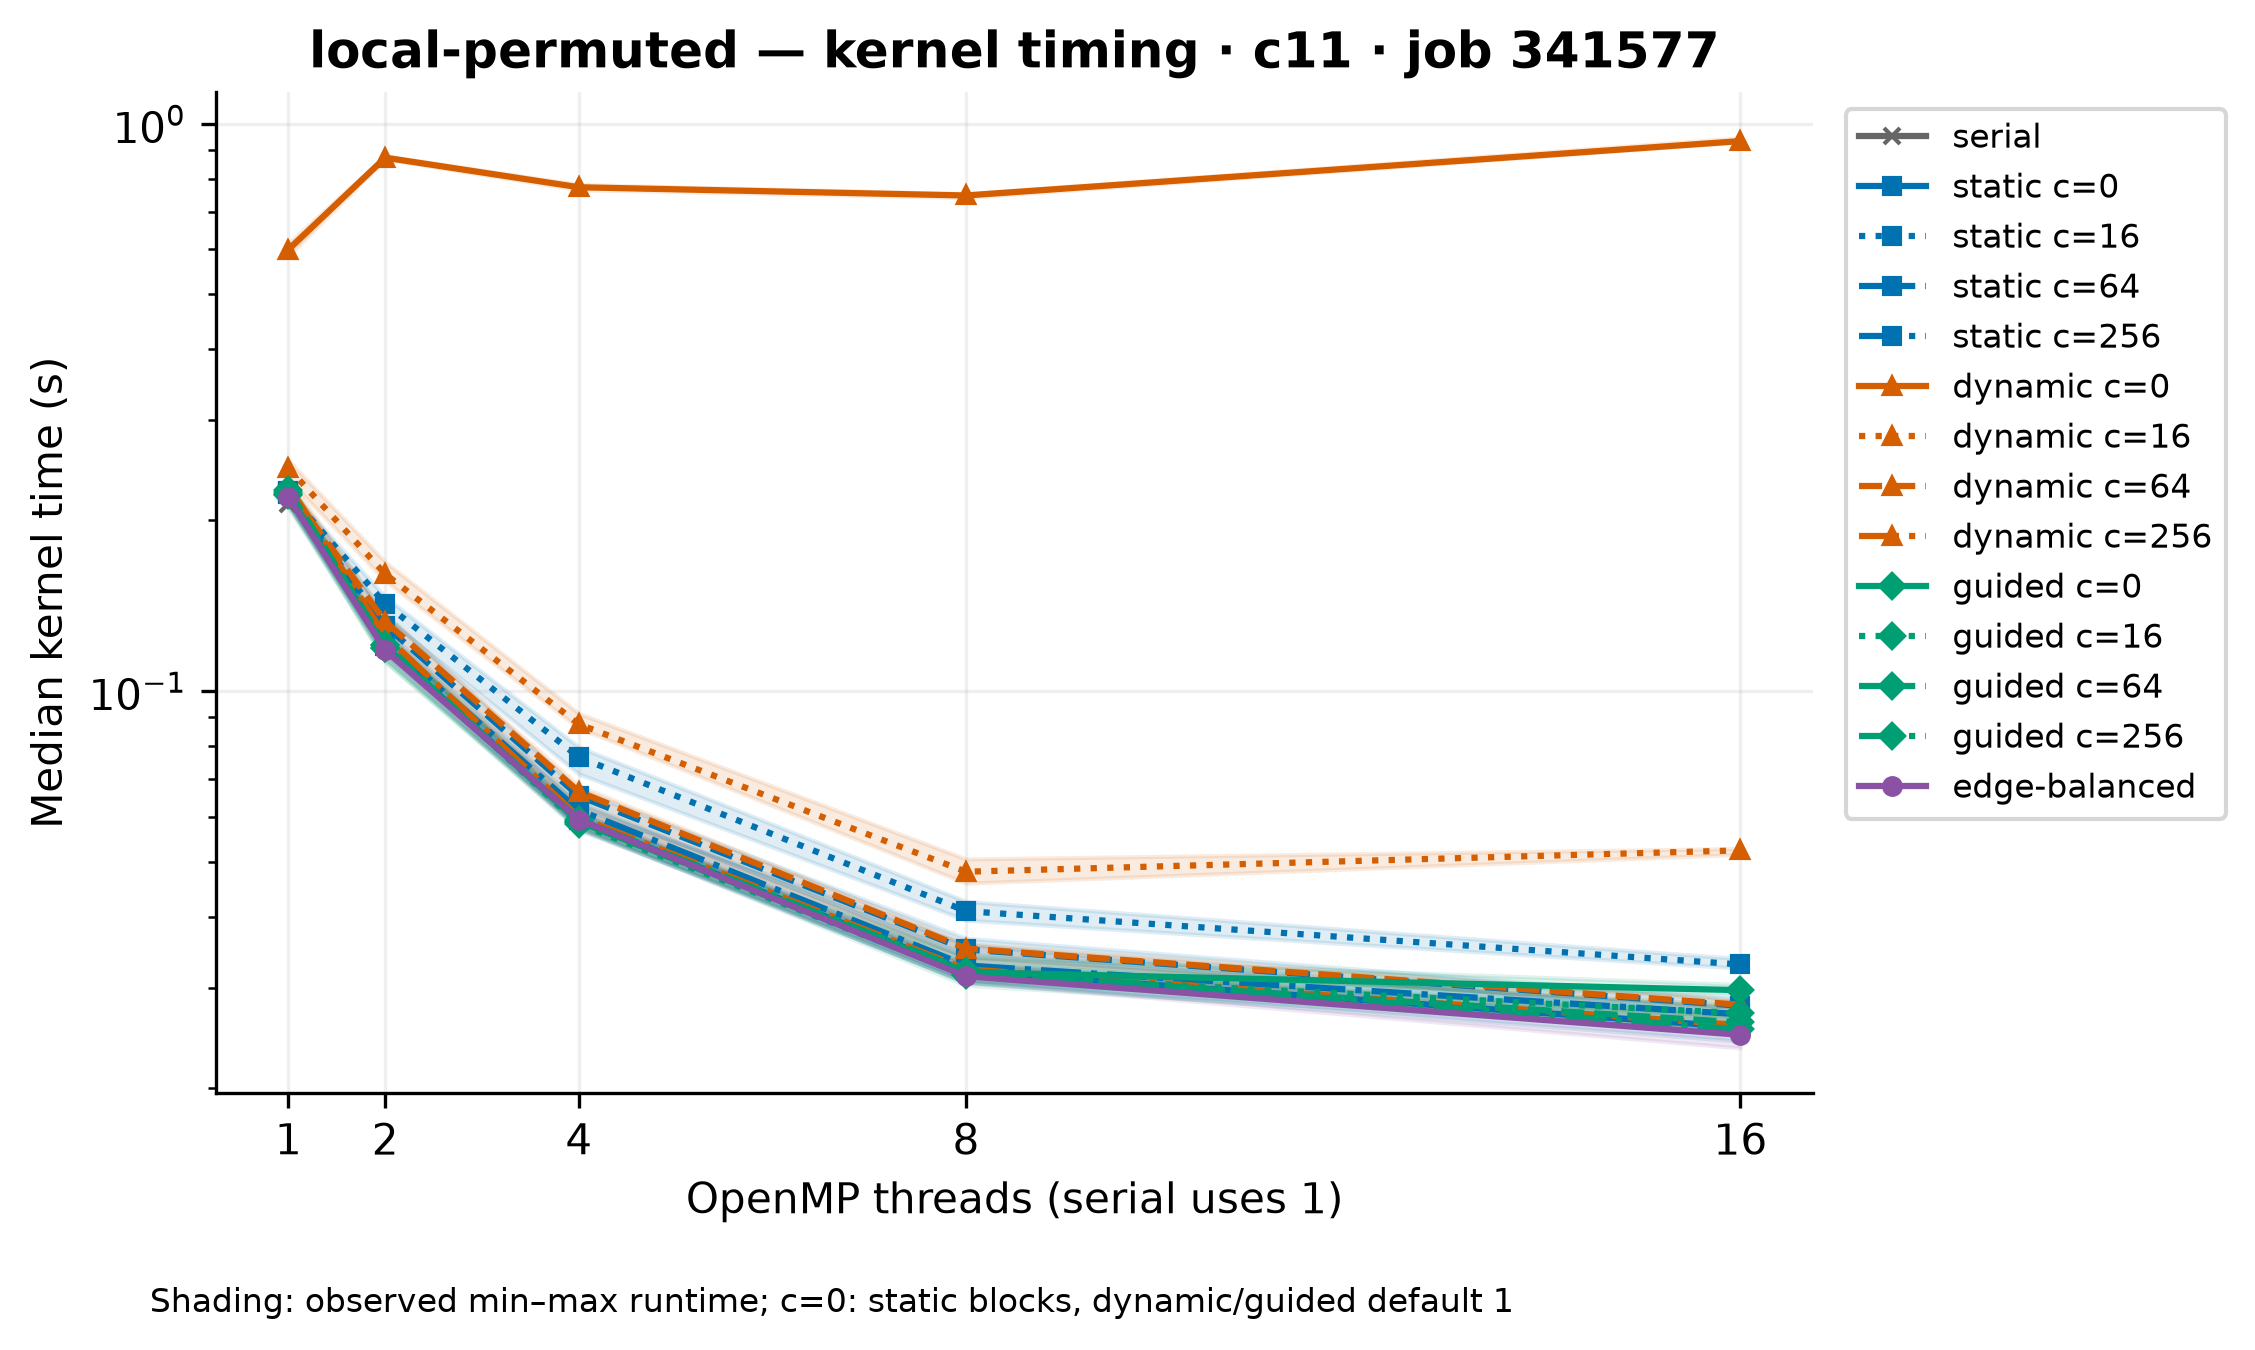 local-permuted — kernel timing · c11 · job 341577
Median kernel time (s)
10⁰
10⁻¹
1 2 4 8 16
OpenMP threads (serial uses 1)
serial
static c=0
static c=16
static c=64
static c=256
dynamic c=0
dynamic c=16
dynamic c=64
dynamic c=256
guided c=0
guided c=16
guided c=64
guided c=256
edge-balanced
Shading: observed min–max runtime; c=0: static blocks, dynamic/guided default 1